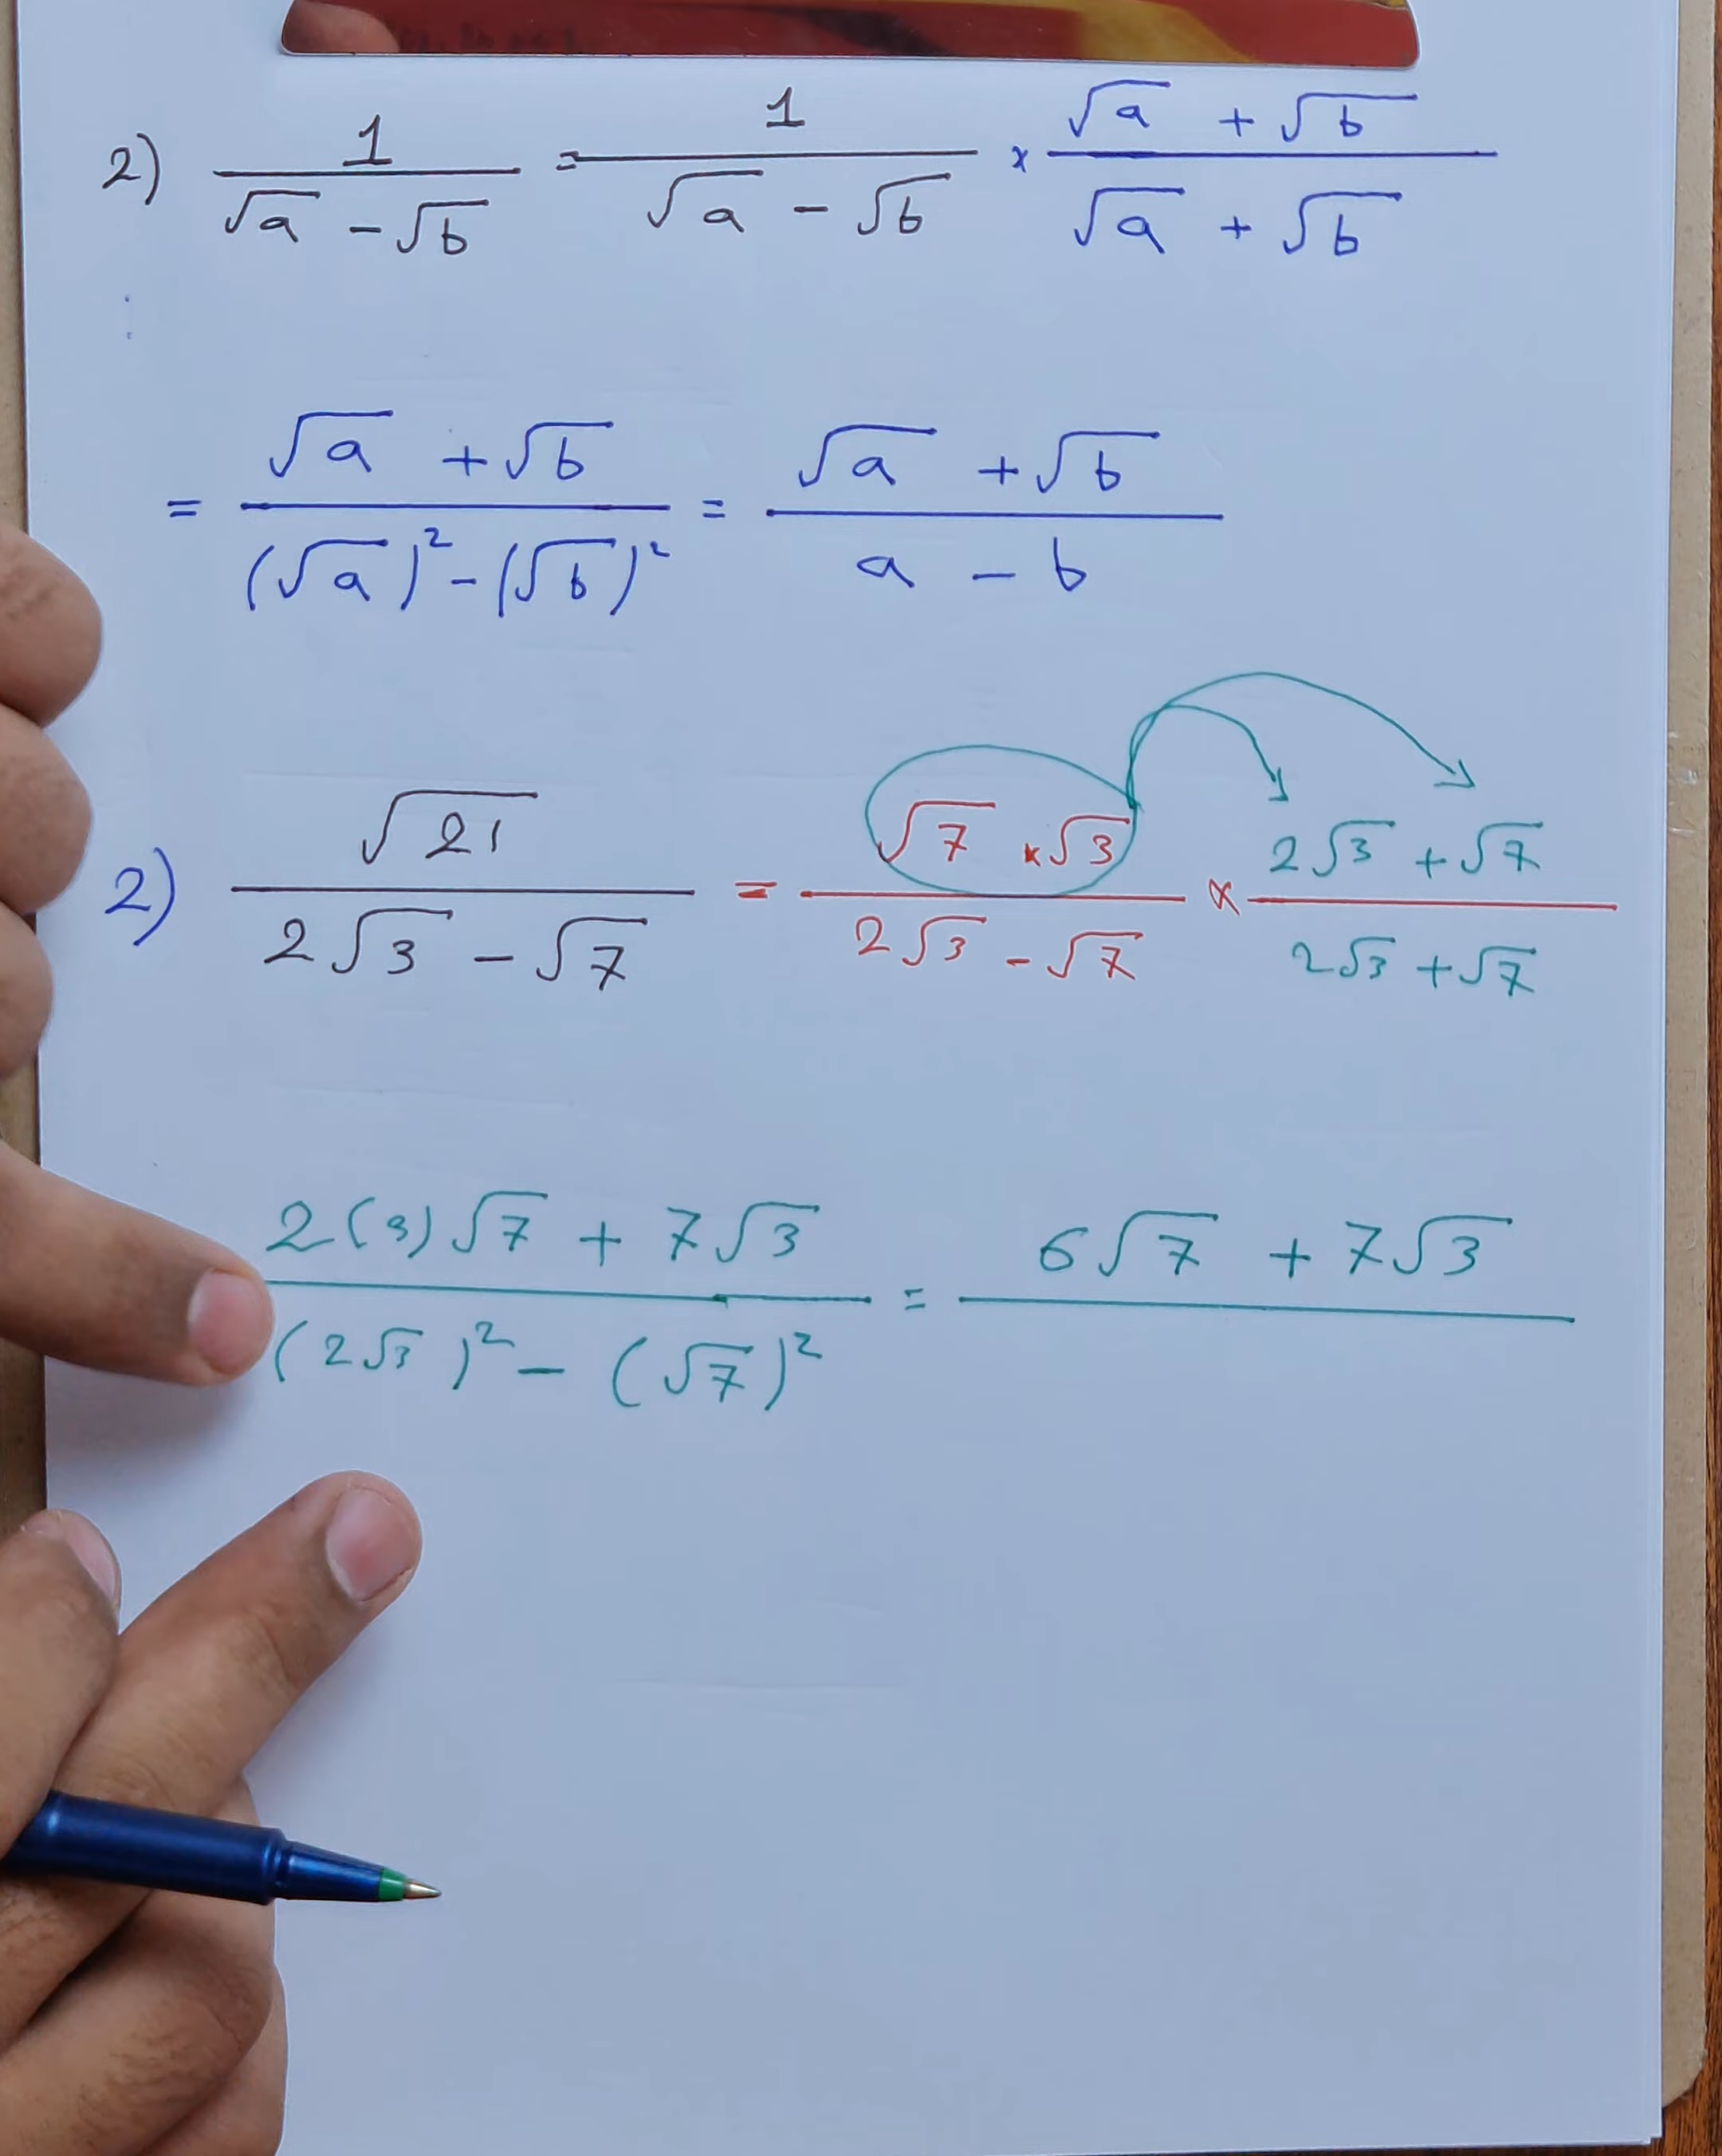 2) 1/(√a - √b) = 1/(√a - √b) × (√a + √b)/(√a + √b)
= (√a + √b)/((√a)² - (√b)²) = (√a + √b)/(a - b)
2) √21/(2√3 - √7) = (√7 × √3)/(2√3 - √7) × (2√3 + √7)/(2√3 + √7)
(2(3)√7 + 7√3)/((2√3)² - (√7)²) = 6√7 + 7√3